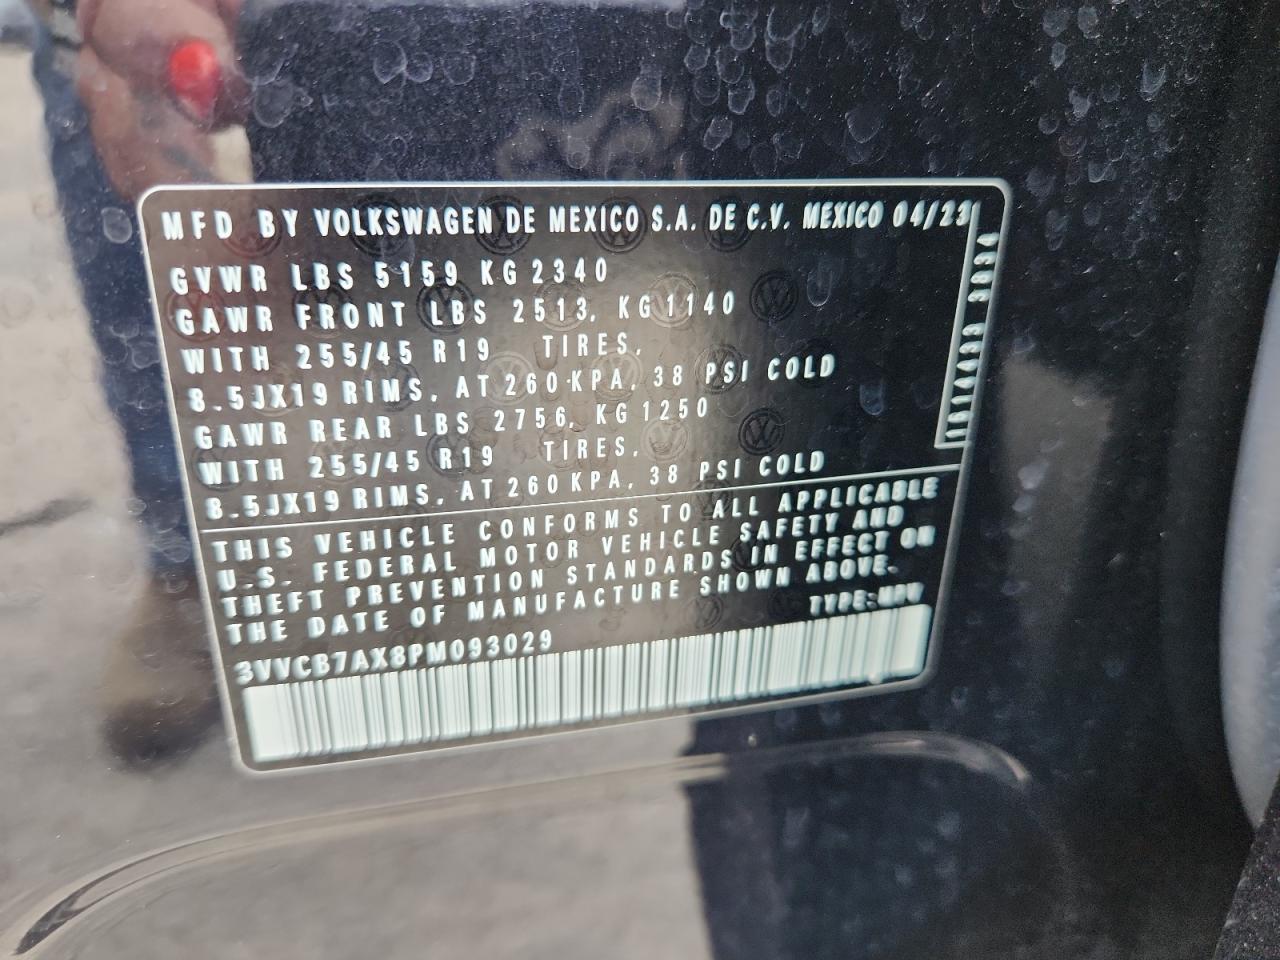 MFD BY VOLKSWAGEN DE MEXICO S.A. DE C.V. MEXICO 04/23
GVWR LBS 5159 KG 2340
GAWR FRONT LBS 2513, KG 1140
WITH 255/45 R19 TIRES,
8.5JX19 RIMS, AT 260 KPA, 38 PSI COLD
GAWR REAR LBS 2756, KG 1250
WITH 255/45 R19 TIRES,
8.5JX19 RIMS, AT 260 KPA, 38 PSI COLD
THIS VEHICLE CONFORMS TO ALL APPLICABLE
U.S. FEDERAL MOTOR VEHICLE SAFETY AND
THEFT PREVENTION STANDARDS IN EFFECT ON
THE DATE OF MANUFACTURE SHOWN ABOVE.
TYPE:MPV
3VVCB7AX8PM093029